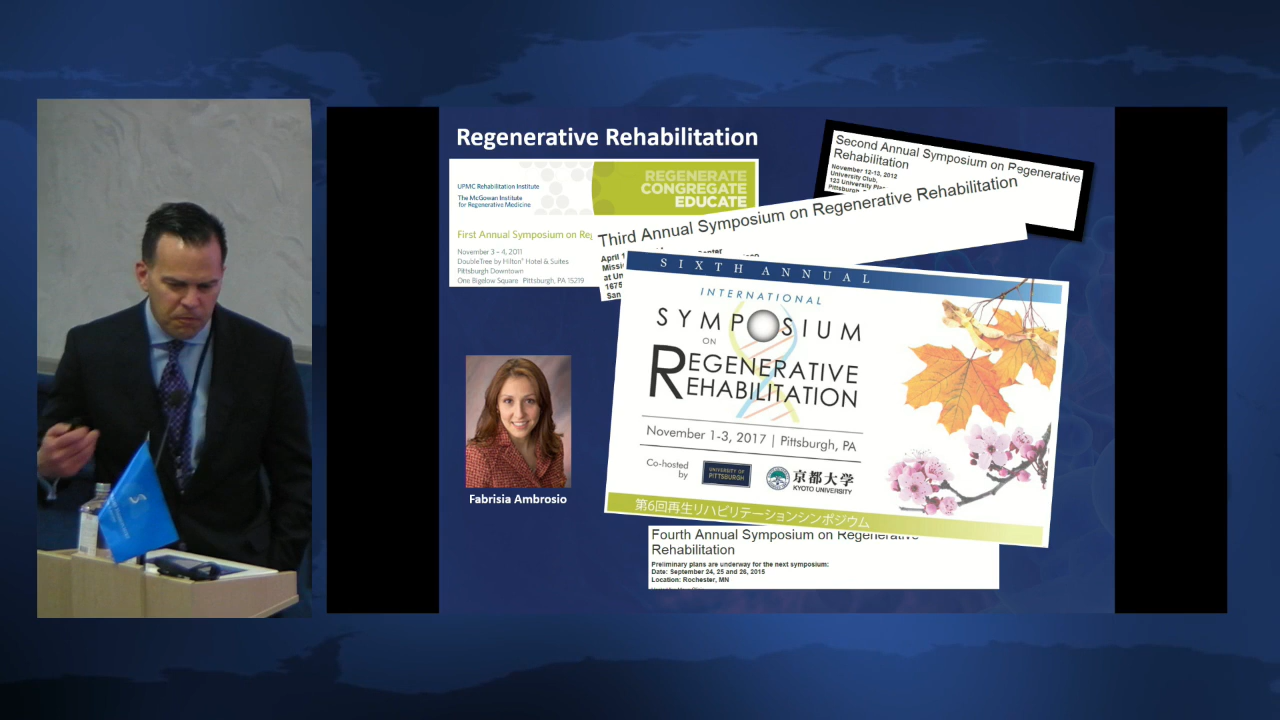 Regenerative Rehabilitation
UPMC Rehabilitation Institute
The McGowan Institute
for Regenerative Medicine
REGENERATE
CONGREGATE
EDUCATE
First Annual Symposium on
November 3 - 4, 2011
DoubleTree by Hilton® Hotel & Suites
Pittsburgh Downtown
One Bigelow Square · Pittsburgh, PA 15219
Second Annual Symposium on Regenerative
Rehabilitation
November 12-13, 2012
University Club,
123 University
Pittsburgh,
Third Annual Symposium on Regenerative Rehabilitation
April
at
1675
San
SIXTH ANNUAL
INTERNATIONAL
SYMPOSIUM
ON
REGENERATIVE
REHABILITATION
November 1-3, 2017 | Pittsburgh, PA
Co-hosted
by
UNIVERSITY OF
PITTSBURGH
京都大学
KYOTO UNIVERSITY
第6回再生リハビリテーションシンポジウム
Fabrisia Ambrosio
Fourth Annual Symposium on Regenerative
Rehabilitation
Preliminary plans are underway for the next symposium:
Date: September 24, 25 and 26, 2015
Location: Rochester, MN